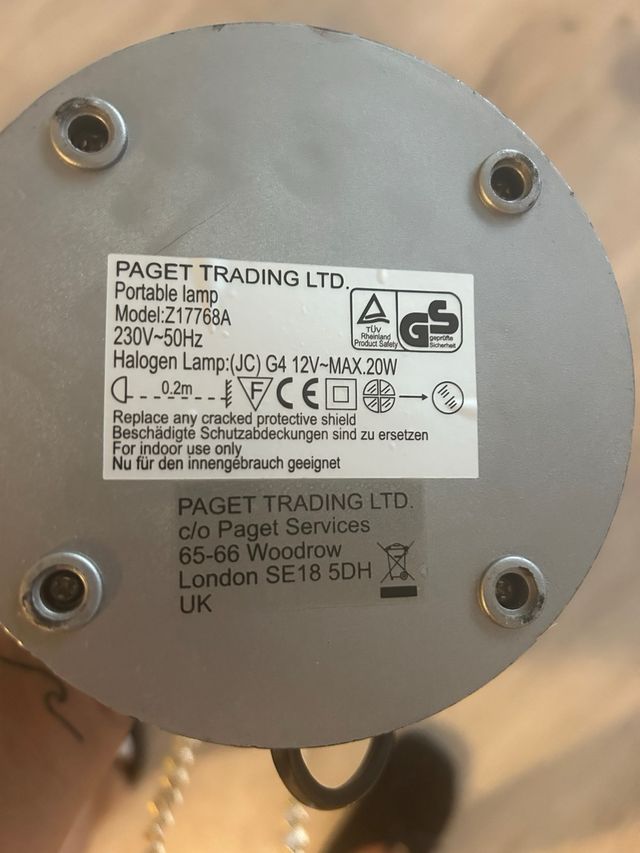 PAGET TRADING LTD.
Portable lamp
Model:Z17768A
230V~50Hz
TÜV
Rheinland
Product Safety
GS
geprüfte
Sicherheit
Halogen Lamp:(JC) G4 12V~MAX.20W
0.2m
F
CE
Replace any cracked protective shield
Beschädigte Schutzabdeckungen sind zu ersetzen
For indoor use only
Nu für den innengebrauch geeignet
PAGET TRADING LTD.
c/o Paget Services
65-66 Woodrow
London SE18 5DH
UK